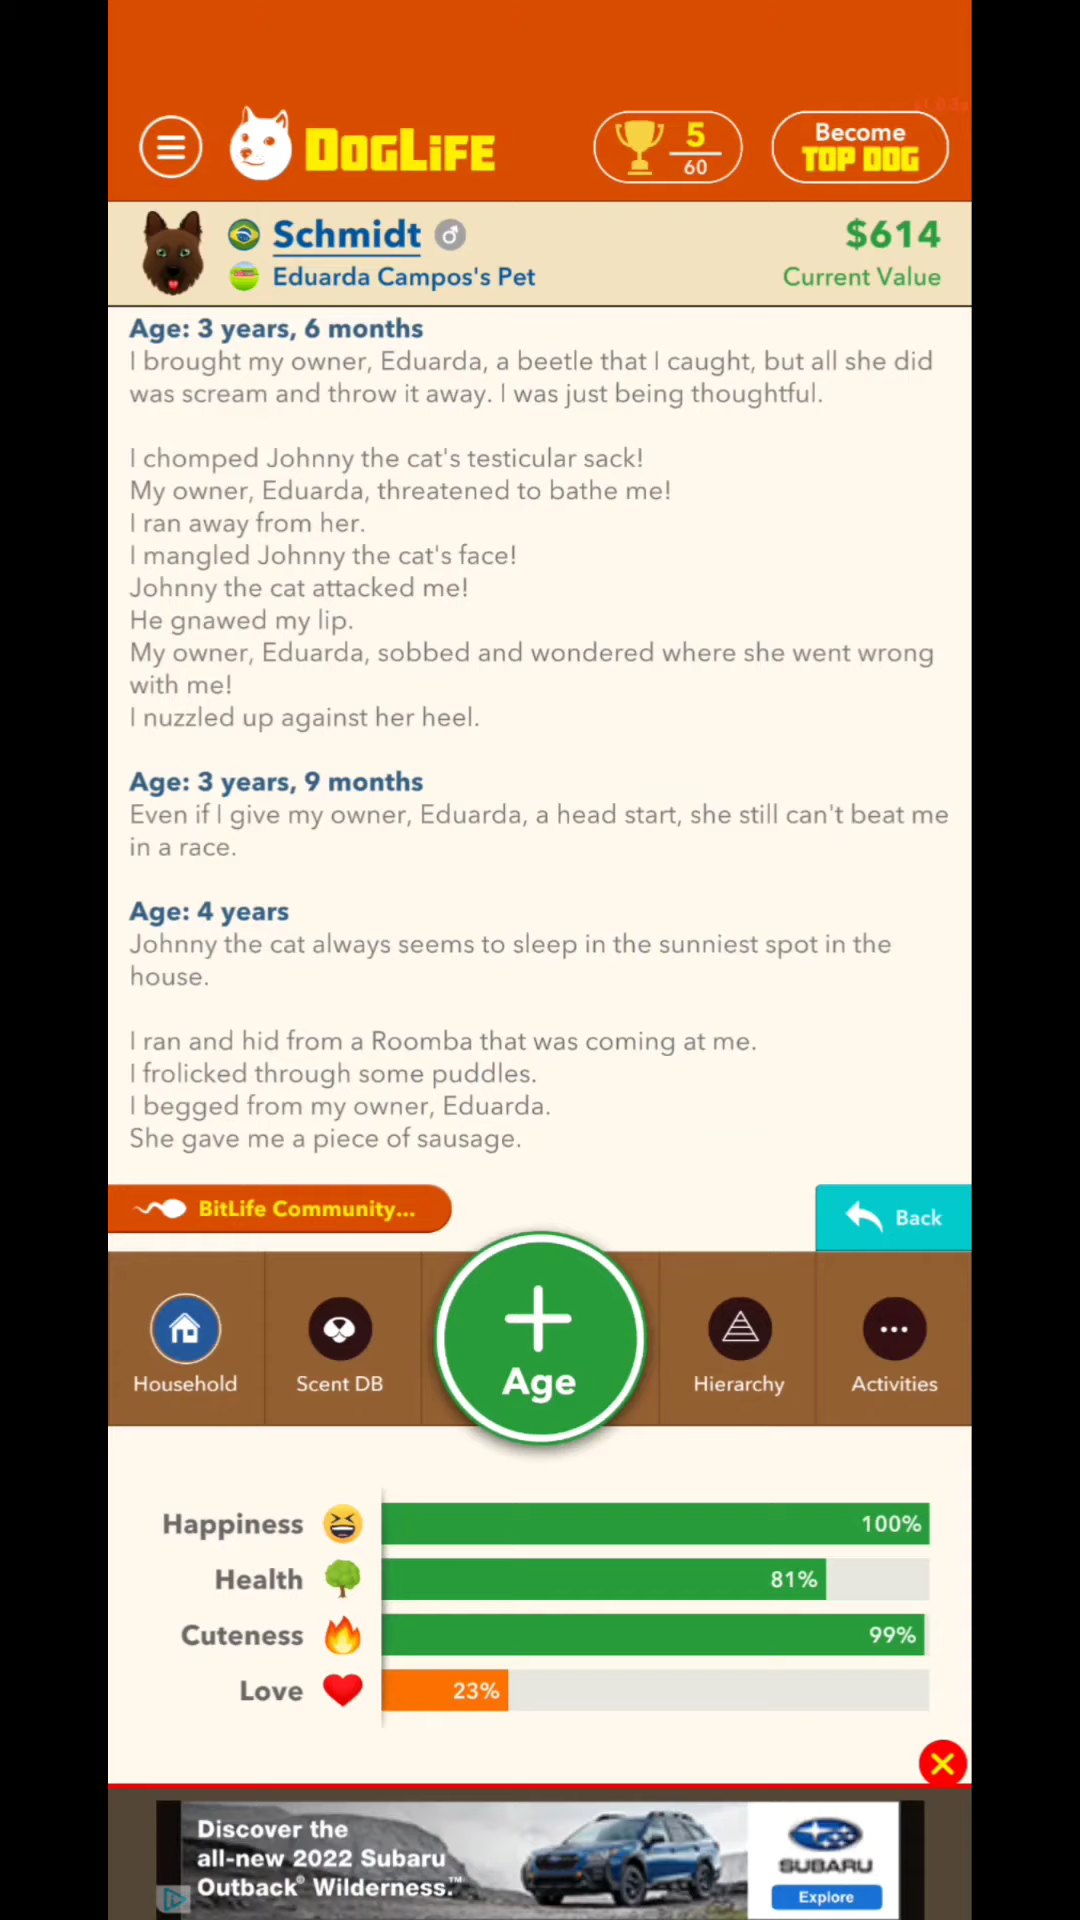 DOGLIFE
5
60
Become
TOP DOG
Schmidt
$614
Eduarda Campos's Pet
Current Value
Age: 3 years, 6 months
I brought my owner, Eduarda, a beetle that I caught, but all she did
was scream and throw it away. I was just being thoughtful.
I chomped Johnny the cat's testicular sack!
My owner, Eduarda, threatened to bathe me!
I ran away from her.
I mangled Johnny the cat's face!
Johnny the cat attacked me!
He gnawed my lip.
My owner, Eduarda, sobbed and wondered where she went wrong
with me!
I nuzzled up against her heel.
Age: 3 years, 9 months
Even if I give my owner, Eduarda, a head start, she still can't beat me
in a race.
Age: 4 years
Johnny the cat always seems to sleep in the sunniest spot in the
house.
I ran and hid from a Roomba that was coming at me.
I frolicked through some puddles.
I begged from my owner, Eduarda.
She gave me a piece of sausage.
BitLife Community...
Back
Household
Scent DB
Age
Hierarchy
Activities
Happiness 100%
Health 81%
Cuteness 99%
Love 23%
Discover the
all-new 2022 Subaru
Outback® Wilderness.™
SUBARU
Explore